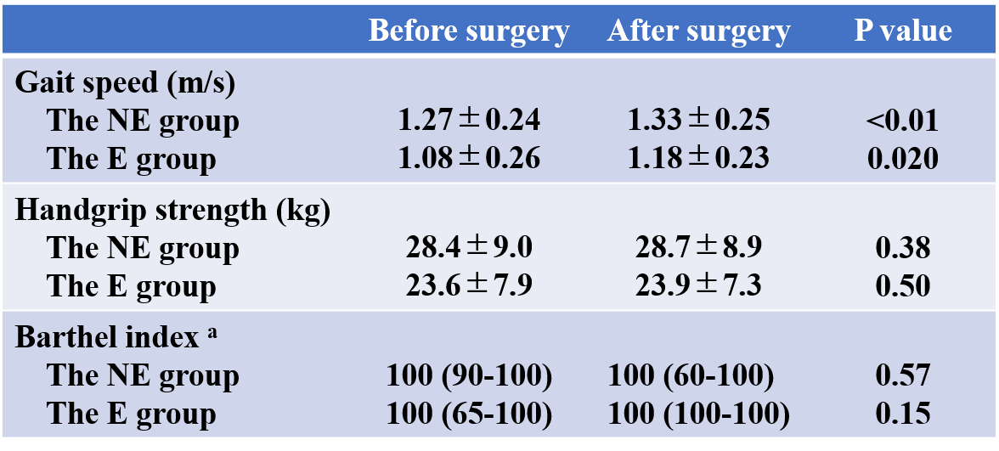 Before surgery After surgery P value
Gait speed (m/s)
The NE group 1.27±0.24 1.33±0.25 <0.01
The E group 1.08±0.26 1.18±0.23 0.020
Handgrip strength (kg)
The NE group 28.4±9.0 28.7±8.9 0.38
The E group 23.6±7.9 23.9±7.3 0.50
Barthel index ᵃ
The NE group 100 (90-100) 100 (60-100) 0.57
The E group 100 (65-100) 100 (100-100) 0.15